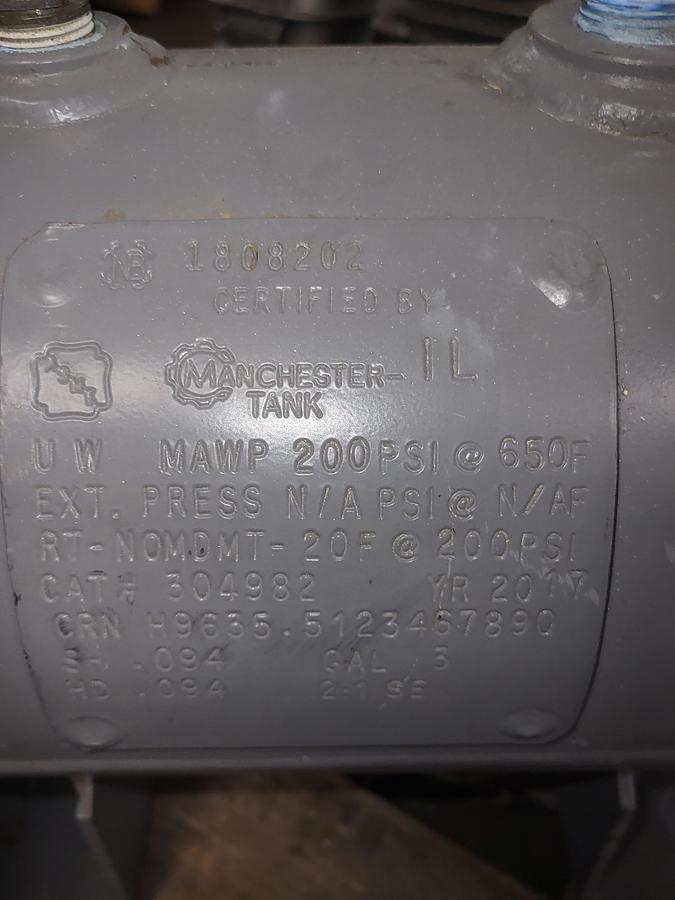 NB 1808202
CERTIFIED BY
MANCHESTER- IL
TANK
U W MAWP 200PSI@ 650F
EXT. PRESS N/A PSI@ N/AF
RT-NOMDMT-20F@200PSI
CAT# 304982 YR 2017
CRN H9635.5123467890
SH .094 GAL 3
HD .094 2:1 SE